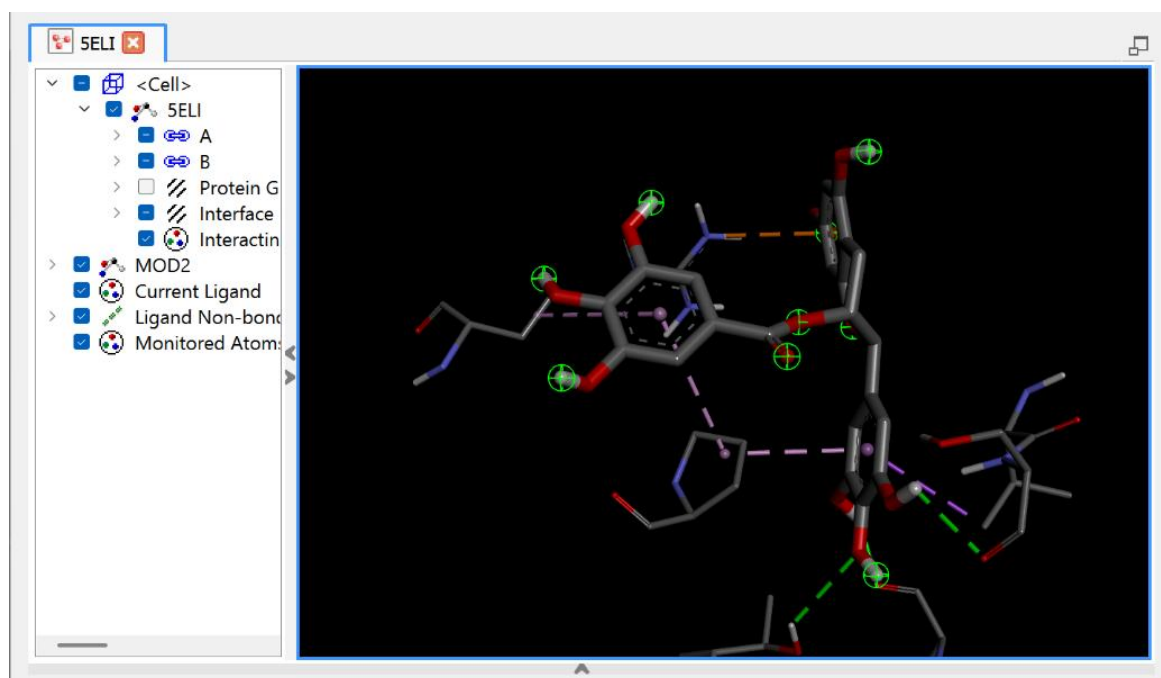 5ELI
<Cell>
5ELI
A
B
Protein G
Interface
Interactin
MOD2
Current Ligand
Ligand Non-bond
Monitored Atoms